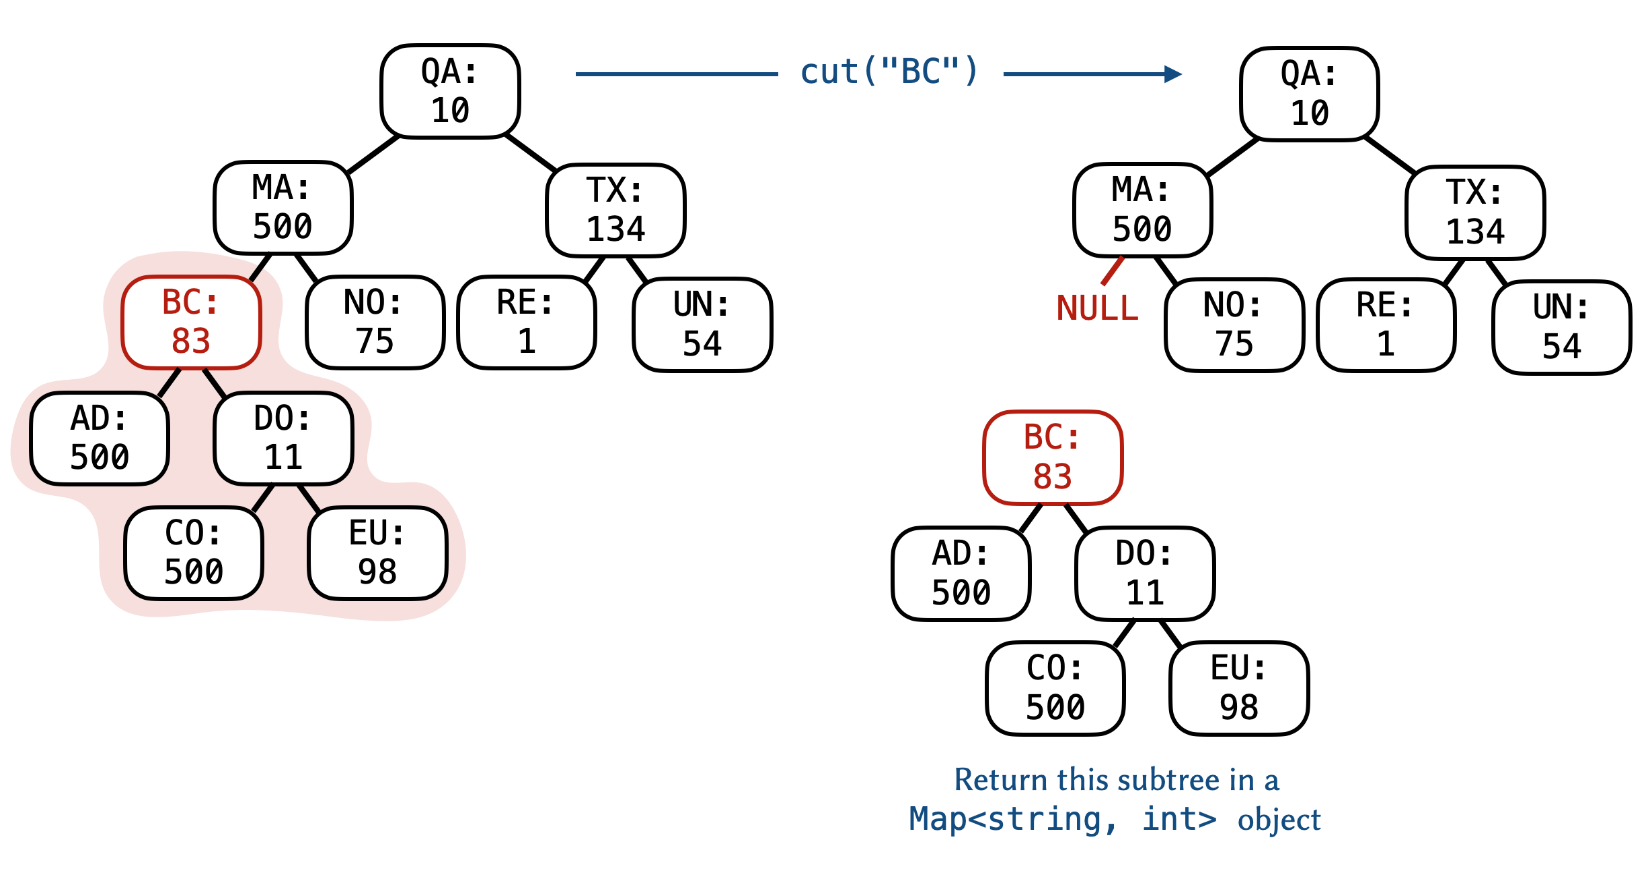 QA:
10
MA:
500
TX:
134
BC:
83
NO:
75
RE:
1
UN:
54
AD:
500
DO:
11
CO:
500
EU:
98
cut("BC")
QA:
10
MA:
500
TX:
134
NULL
NO:
75
RE:
1
UN:
54
BC:
83
AD:
500
DO:
11
CO:
500
EU:
98
Return this subtree in a
Map<string, int> object